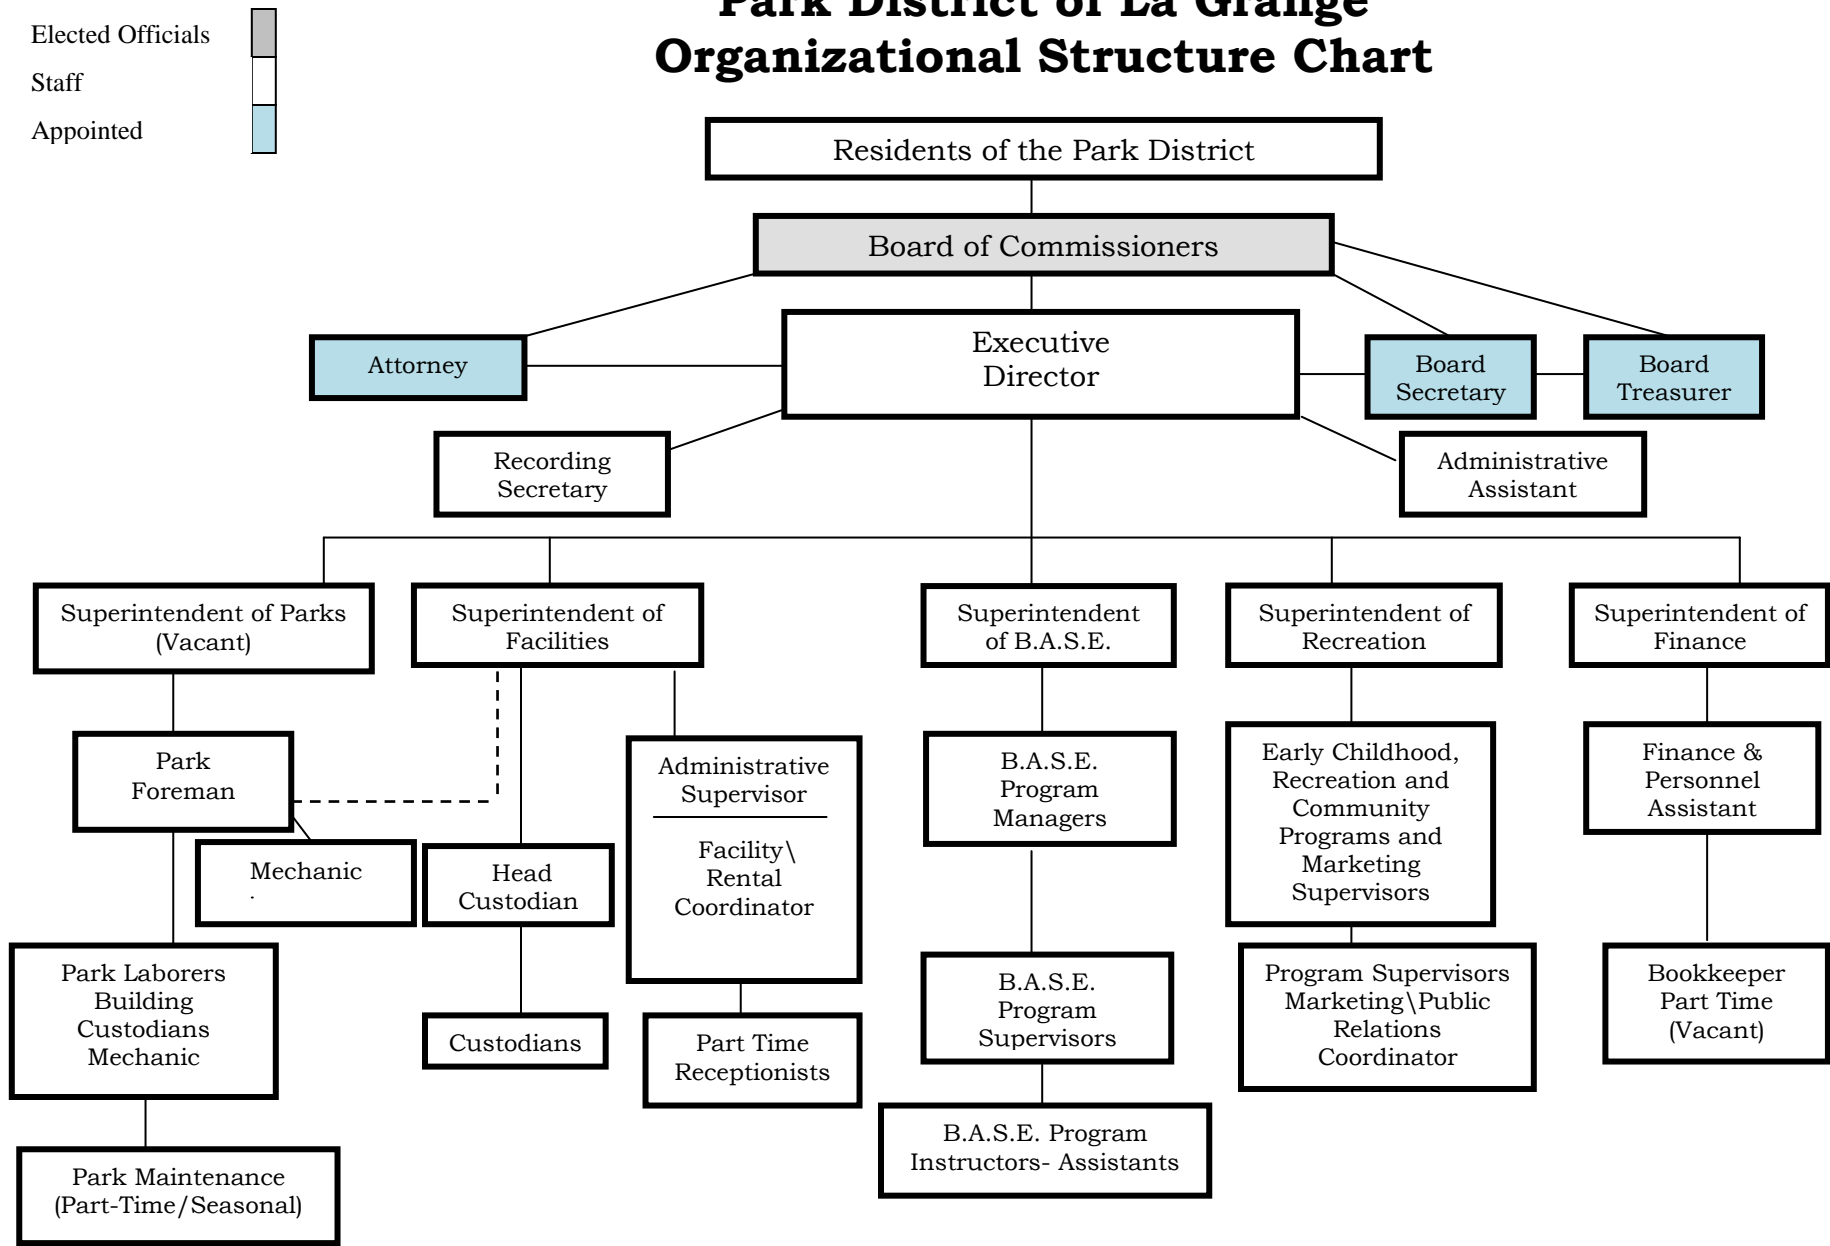 Park District of La Grange
Organizational Structure Chart
Elected Officials
Staff
Appointed
Residents of the Park District
Board of Commissioners
Attorney
Executive
Director
Board
Secretary
Board
Treasurer
Recording
Secretary
Administrative
Assistant
Superintendent of Parks
(Vacant)
Superintendent of
Facilities
Superintendent
of B.A.S.E.
Superintendent of
Recreation
Superintendent of
Finance
Park
Foreman
Mechanic
.
Head
Custodian
Administrative
Supervisor
Facility\
Rental
Coordinator
B.A.S.E.
Program
Managers
Early Childhood,
Recreation and
Community
Programs and
Marketing
Supervisors
Finance &
Personnel
Assistant
Park Laborers
Building
Custodians
Mechanic
Custodians
Part Time
Receptionists
B.A.S.E.
Program
Supervisors
Program Supervisors
Marketing\Public
Relations
Coordinator
Bookkeeper
Part Time
(Vacant)
Park Maintenance
(Part-Time/Seasonal)
B.A.S.E. Program
Instructors- Assistants